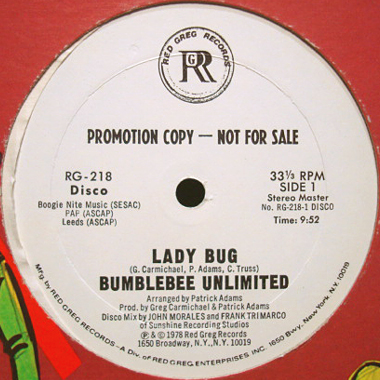 RED GREG RECORDS
RGR
PROMOTION COPY — NOT FOR SALE
RG-218
Disco
Boogie Nite Music (SESAC)
PAP (ASCAP)
Leeds (ASCAP)
33⅓ RPM
SIDE 1
Stereo Master
No. RG-218-1 DISCO
Time: 9:52
LADY BUG
(G. Carmichael, P. Adams, C. Truss)
BUMBLEBEE UNLIMITED
Arranged by Patrick Adams
Prod. by Greg Carmichael & Patrick Adams
Disco Mix by JOHN MORALES and FRANK TRIMARCO
of Sunshine Recording Studios
℗ & © 1978 Red Greg Records
1650 Broadway, N.Y., N.Y. 10019
Mfg. by RED GREG RECORDS — A Div. of RED GREG ENTERPRISES INC. 1650 Bwy. New York, N.Y. 10019